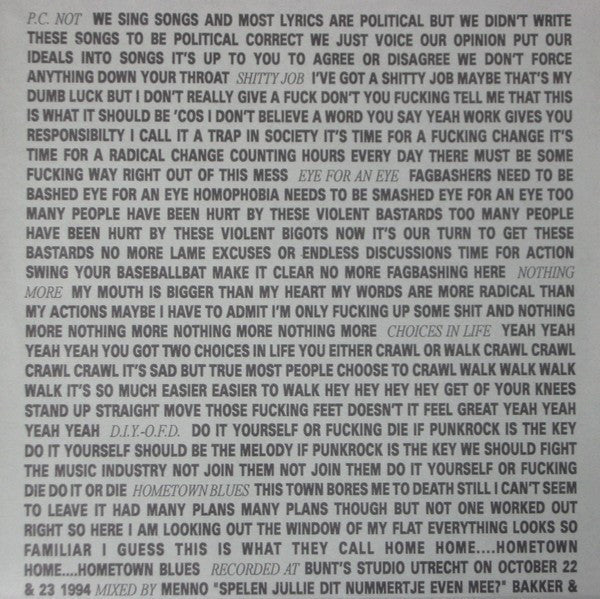 P.C. NOT WE SING SONGS AND MOST LYRICS ARE POLITICAL BUT WE DIDN'T WRITE
THESE SONGS TO BE POLITICAL CORRECT WE JUST VOICE OUR OPINION PUT OUR
IDEALS INTO SONGS IT'S UP TO YOU TO AGREE OR DISAGREE WE DON'T FORCE
ANYTHING DOWN YOUR THROAT SHITTY JOB I'VE GOT A SHITTY JOB MAYBE THAT'S MY
DUMB LUCK BUT I DON'T REALLY GIVE A FUCK DON'T YOU FUCKING TELL ME THAT THIS
IS WHAT IT SHOULD BE 'COS I DON'T BELIEVE A WORD YOU SAY YEAH WORK GIVES YOU
RESPONSIBILTY I CALL IT A TRAP IN SOCIETY IT'S TIME FOR A FUCKING CHANGE IT'S
TIME FOR A RADICAL CHANGE COUNTING HOURS EVERY DAY THERE MUST BE SOME
FUCKING WAY RIGHT OUT OF THIS MESS EYE FOR AN EYE FAGBASHERS NEED TO BE
BASHED EYE FOR AN EYE HOMOPHOBIA NEEDS TO BE SMASHED EYE FOR AN EYE TOO
MANY PEOPLE HAVE BEEN HURT BY THESE VIOLENT BASTARDS TOO MANY PEOPLE
HAVE BEEN HURT BY THESE VIOLENT BIGOTS NOW IT'S OUR TURN TO GET THESE
BASTARDS NO MORE LAME EXCUSES OR ENDLESS DISCUSSIONS TIME FOR ACTION
SWING YOUR BASEBALLBAT MAKE IT CLEAR NO MORE FAGBASHING HERE NOTHING
MORE MY MOUTH IS BIGGER THAN MY HEART MY WORDS ARE MORE RADICAL THAN
MY ACTIONS MAYBE I HAVE TO ADMIT I'M ONLY FUCKING UP SOME SHIT AND NOTHING
MORE NOTHING MORE NOTHING MORE NOTHING MORE CHOICES IN LIFE YEAH YEAH
YEAH YEAH YOU GOT TWO CHOICES IN LIFE YOU EITHER CRAWL OR WALK CRAWL CRAWL
CRAWL CRAWL IT'S SAD BUT TRUE MOST PEOPLE CHOOSE TO CRAWL WALK WALK WALK
WALK IT'S SO MUCH EASIER EASIER TO WALK HEY HEY HEY HEY GET OF YOUR KNEES
STAND UP STRAIGHT MOVE THOSE FUCKING FEET DOESN'T IT FEEL GREAT YEAH YEAH
YEAH YEAH D.I.Y.-O.F.D. DO IT YOURSELF OR FUCKING DIE IF PUNKROCK IS THE KEY
DO IT YOURSELF SHOULD BE THE MELODY IF PUNKROCK IS THE KEY WE SHOULD FIGHT
THE MUSIC INDUSTRY NOT JOIN THEM NOT JOIN THEM DO IT YOURSELF OR FUCKING
DIE DO IT OR DIE HOMETOWN BLUES THIS TOWN BORES ME TO DEATH STILL I CAN'T SEEM
TO LEAVE IT HAD MANY PLANS MANY PLANS THOUGH BUT NOT ONE WORKED OUT
RIGHT SO HERE I AM LOOKING OUT THE WINDOW OF MY FLAT EVERYTHING LOOKS SO
FAMILIAR I GUESS THIS IS WHAT THEY CALL HOME HOME....HOMETOWN
HOME....HOMETOWN BLUES RECORDED AT BUNT'S STUDIO UTRECHT ON OCTOBER 22
& 23 1994 MIXED BY MENNO "SPELEN JULLIE DIT NUMMERTJE EVEN MEE?" BAKKER &